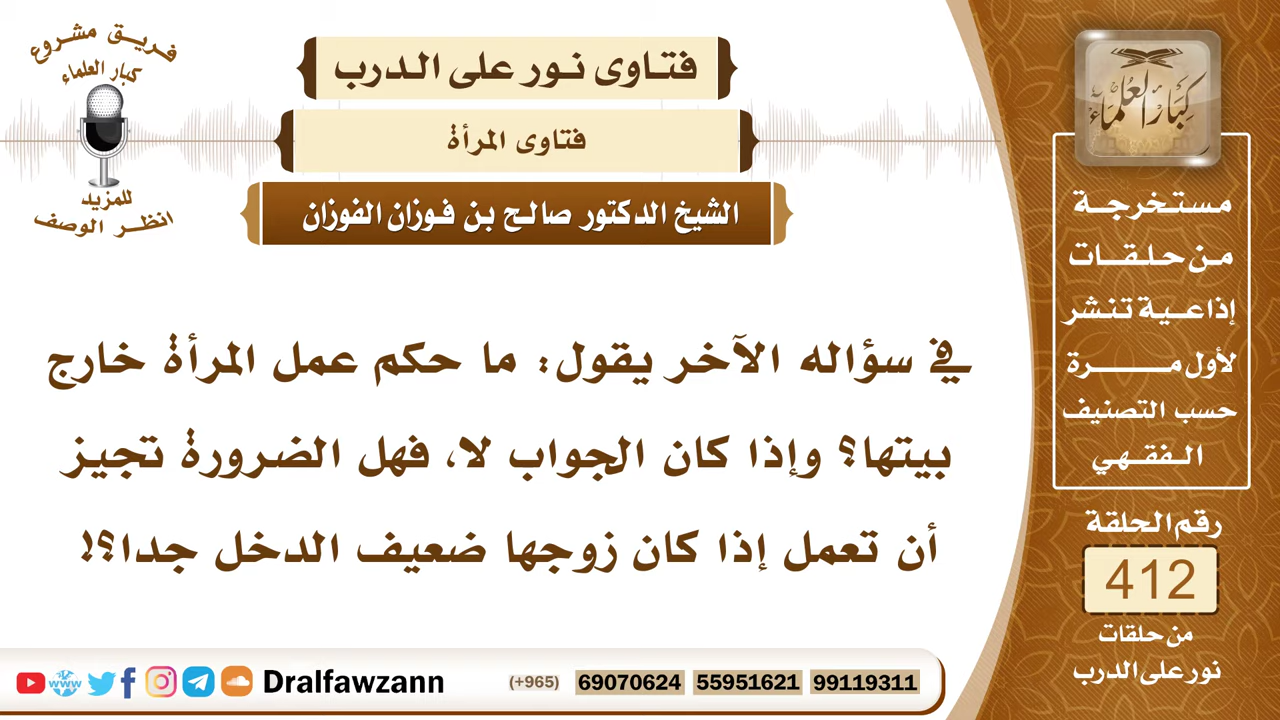 فريق مشروع
كبار العلماء
للمزيد
انظر الوصف
فتاوى نور على الدرب
فتاوى المرأة
الشيخ الدكتور صالح بن فوزان الفوزان
في سؤاله الآخر يقول: ما حكم عمل المرأة خارج
بيتها؟ وإذا كان الجواب لا، فهل الضرورة تجيز
أن تعمل إذا كان زوجها ضعيف الدخل جدا؟!
كبار العلماء
مستخرجة
من حلقات
إذاعية تنشر
لأول مرة
حسب التصنيف
الفقهي
رقم الحلقة
412
من حلقات
نور على الدرب
www Dralfawzann (+965) 69070624 55951621 99119311